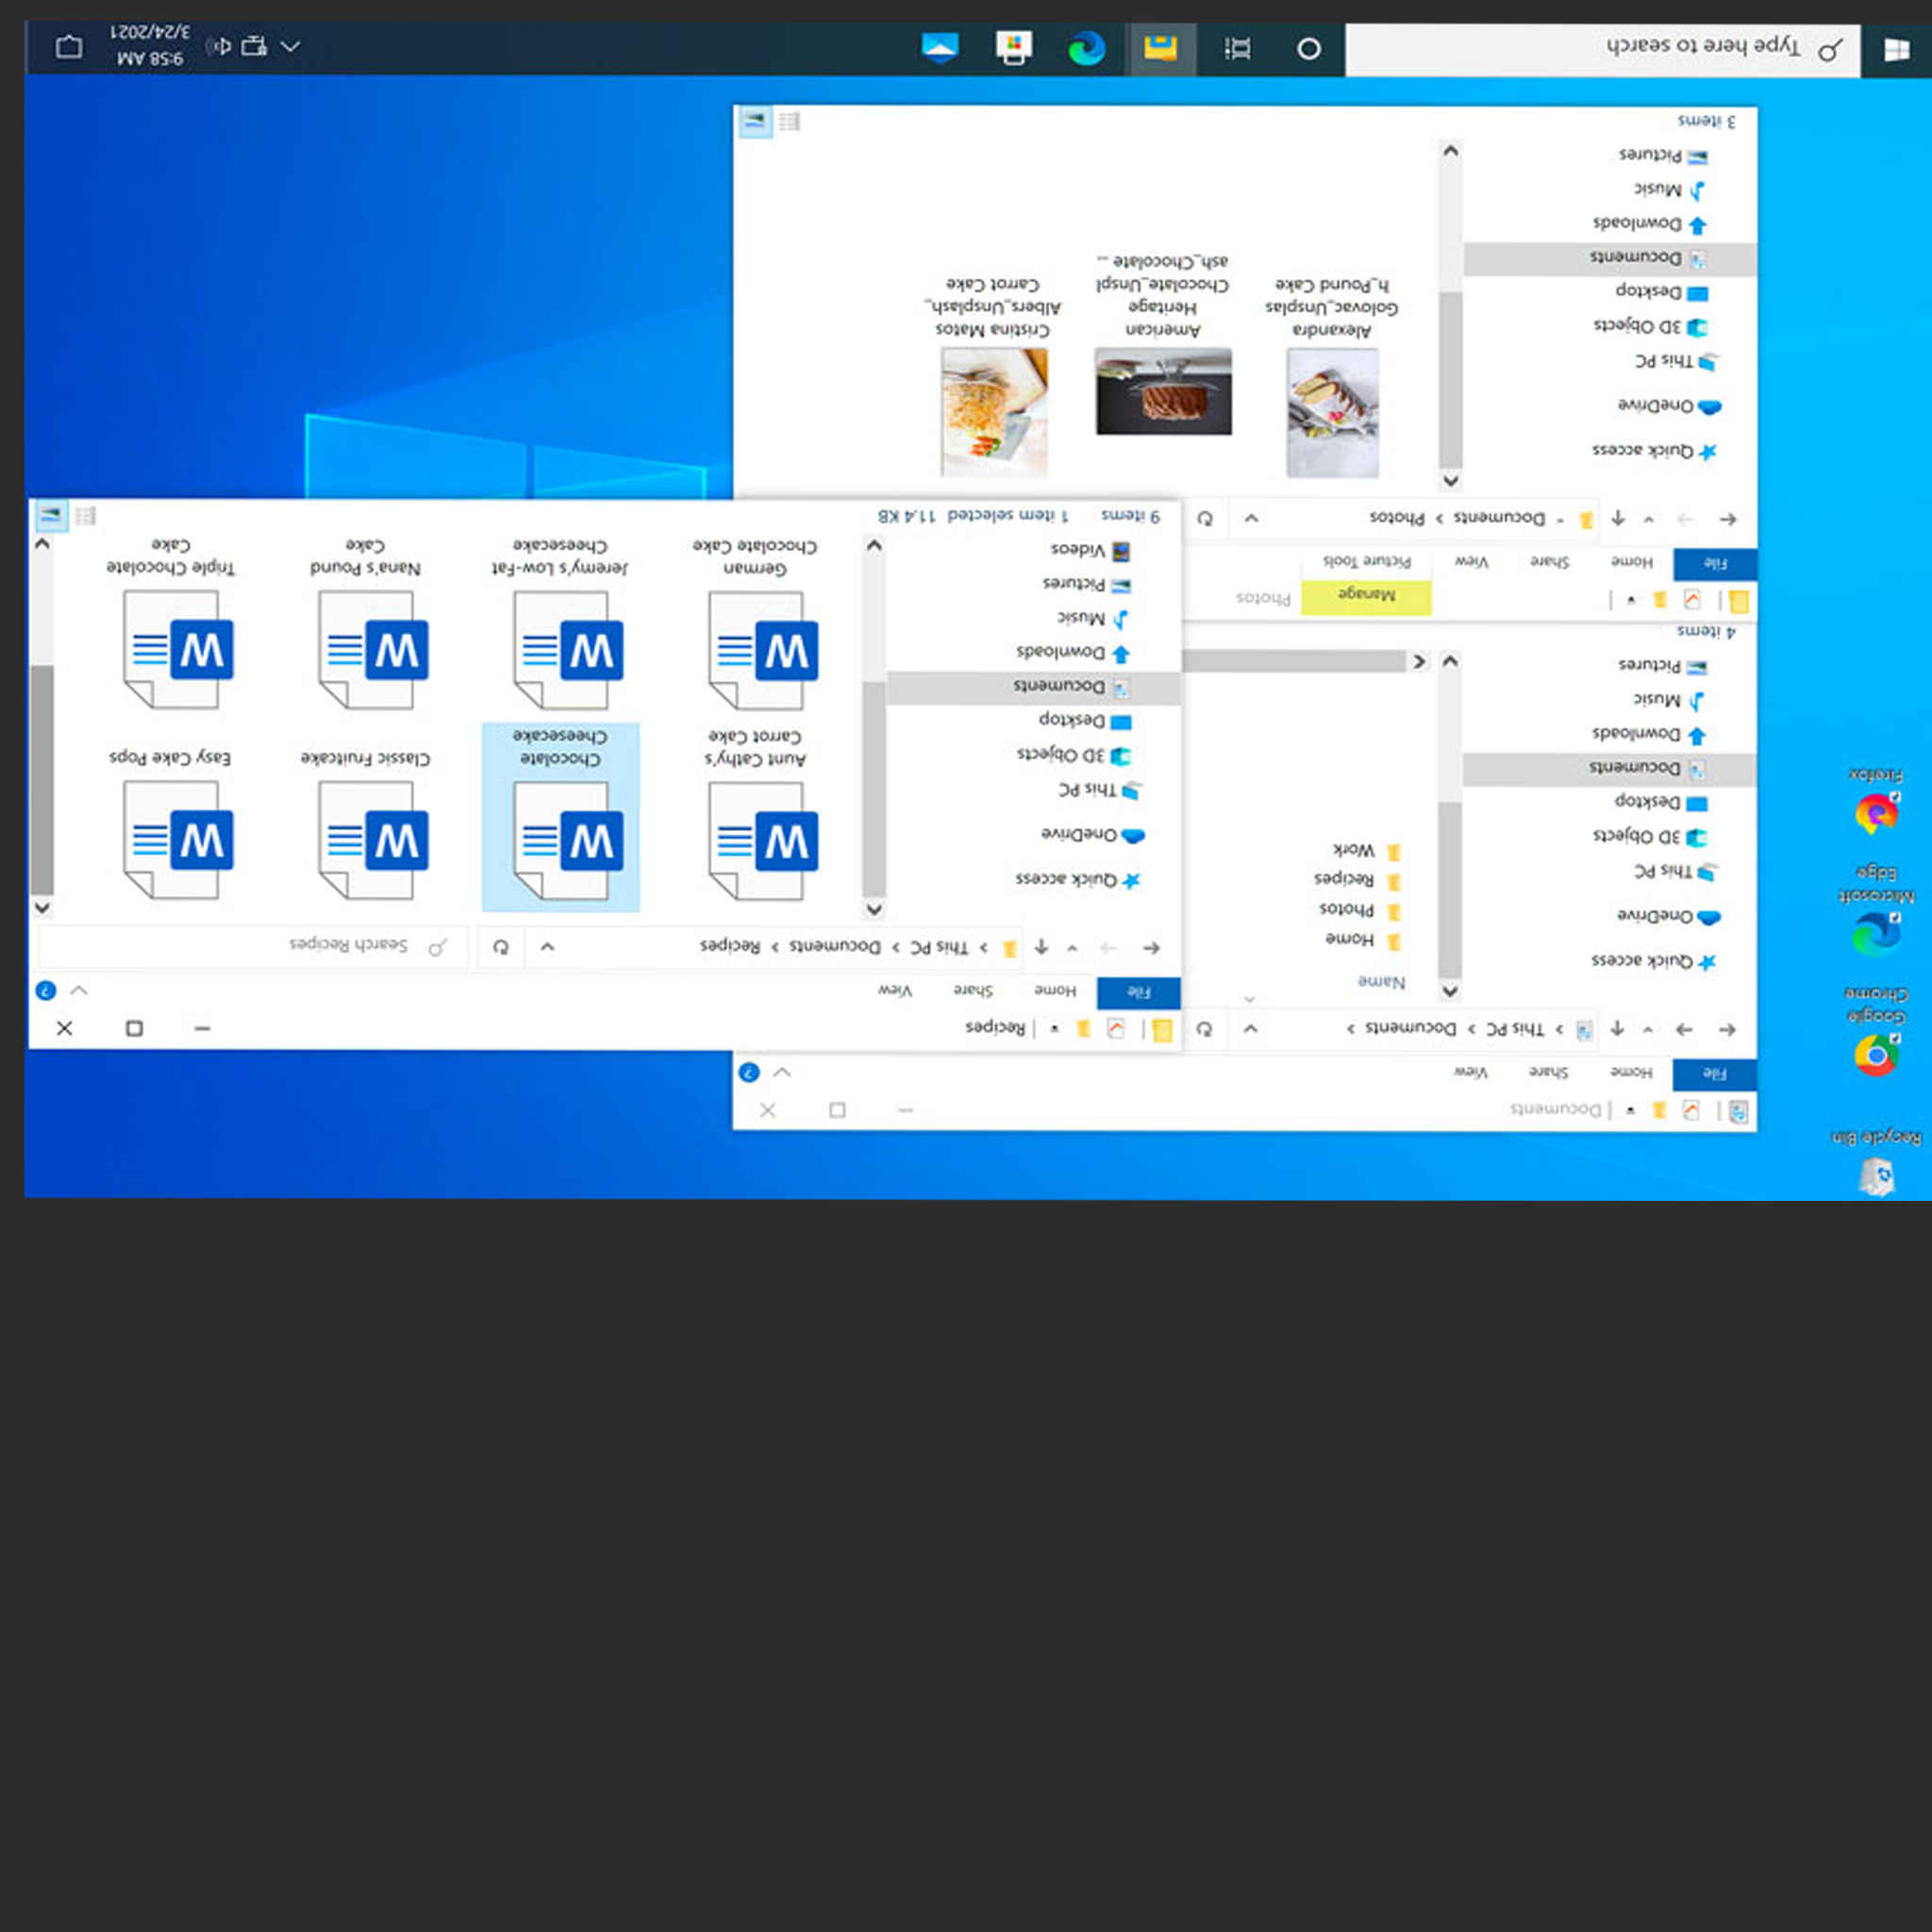 Recycle Bin
Google
Chrome
Microsoft
Edge
Firefox
Documents
File
Home
Share
View
This PC
Documents
Quick access
OneDrive
This PC
3D Objects
Desktop
Documents
Downloads
Music
Pictures
4 items
Name
Home
Photos
Recipes
Work
Recipes
File
Home
Share
View
This PC
Documents
Recipes
Search Recipes
Quick access
OneDrive
This PC
3D Objects
Desktop
Documents
Downloads
Music
Pictures
Videos
Aunt Cathy's
Carrot Cake
Chocolate
Cheesecake
Classic Fruitcake
Easy Cake Pops
German
Chocolate Cake
Jeremy's Low-Fat
Cheesecake
Nana's Pound
Cake
Triple Chocolate
Cake
9 items
1 item selected 11.4 KB
Manage
Photos
File
Home
Share
View
Picture Tools
Documents
Photos
Quick access
OneDrive
This PC
3D Objects
Desktop
Documents
Downloads
Music
Pictures
3 items
Alexandra
Golovac_Unsplas
h_Pound Cake
American
Heritage
Chocolate_Unspl
ash_Chocolate ...
Cristina Matos
Albers_Unsplash_
Carrot Cake
Type here to search
9:58 AM
3/24/2021